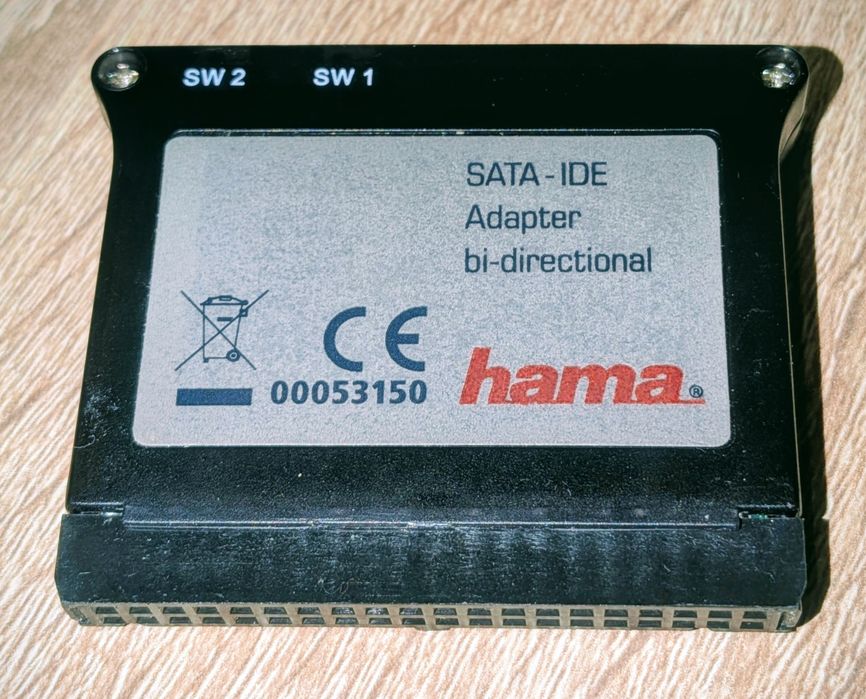 SW 2 SW 1
SATA - IDE
Adapter
bi-directional
CE
00053150 hama®